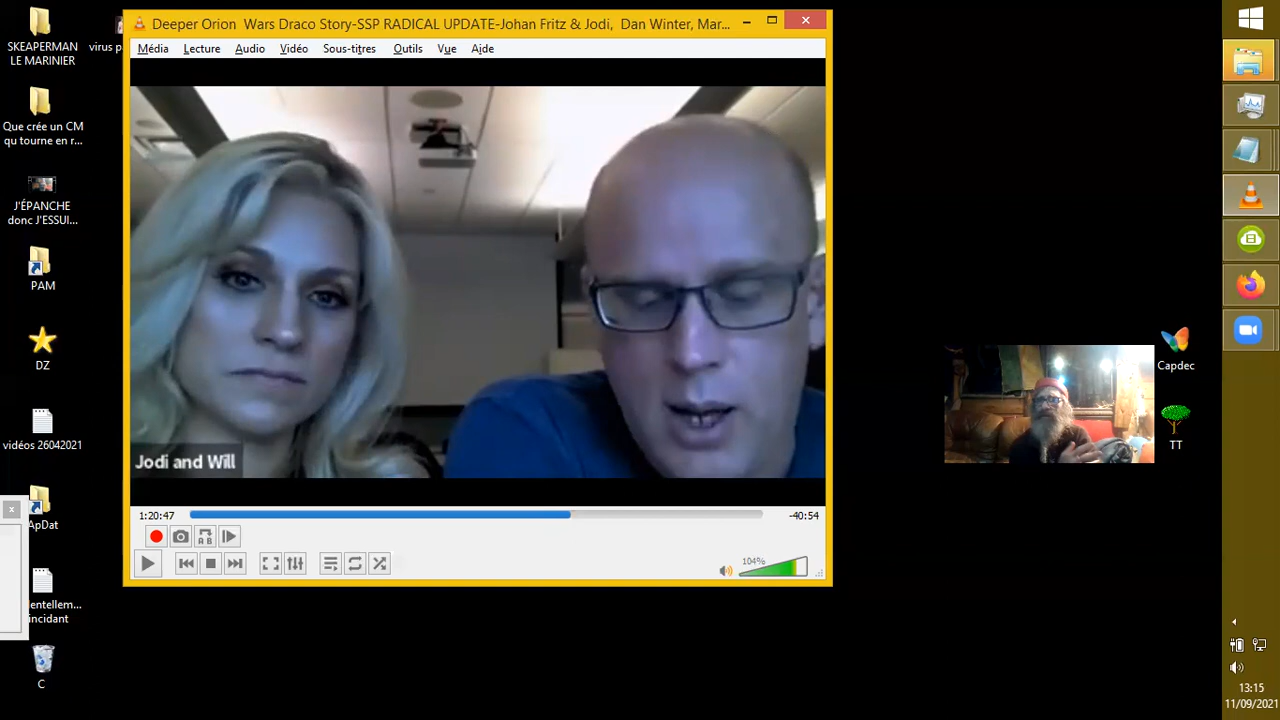 SKEAPERMAN
LE MARINIER
virus p
Que crée un CM
qu tourne en r...
J'ÉPANCHE
donc J'ESSUI...
PAM
DZ
vidéos 26042021
x
ApDat
entellem...
incidant
C
Deeper Orion Wars Draco Story-SSP RADICAL UPDATE-Johan Fritz & Jodi, Dan Winter, Mar...
Média Lecture Audio Vidéo Sous-titres Outils Vue Aide
Jodi and Will
1:20:47
-40:54
A B
104%
Capdec
TT
13:15
11/09/2021